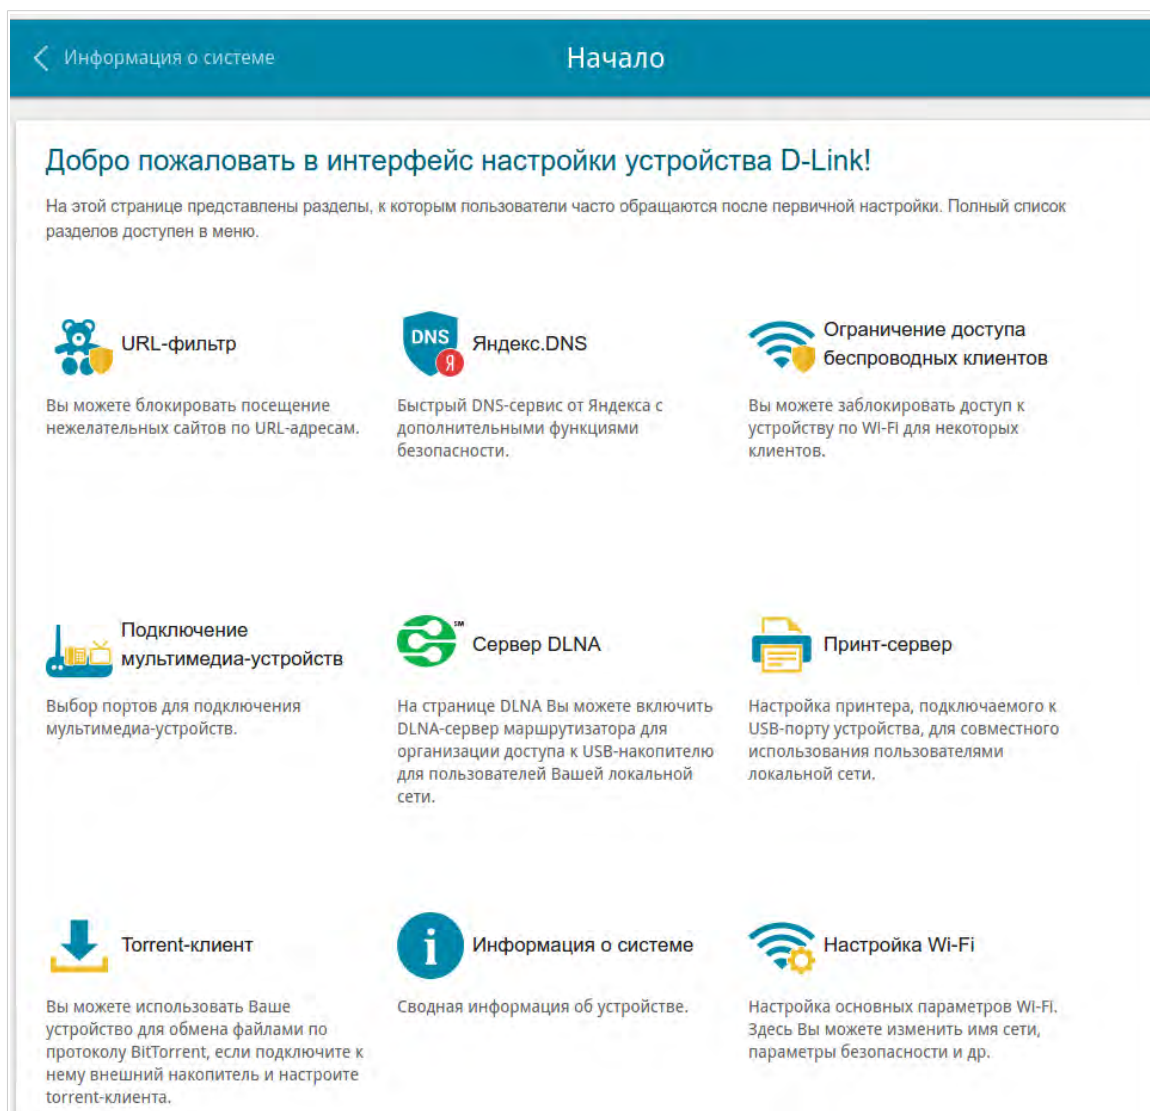 Информация о системе
Начало
Добро пожаловать в интерфейс настройки устройства D-Link!
На этой странице представлены разделы, к которым пользователи часто обращаются после первичной настройки. Полный список
разделов доступен в меню.
URL-фильтр
Вы можете блокировать посещение
нежелательных сайтов по URL-адресам.
DNS
Я
Яндекс.DNS
Быстрый DNS-сервис от Яндекса с
дополнительными функциями
безопасности.
Ограничение доступа
беспроводных клиентов
Вы можете заблокировать доступ к
устройству по Wi-Fi для некоторых
клиентов.
Подключение
мультимедиа-устройств
Выбор портов для подключения
мультимедиа-устройств.
SM
Сервер DLNA
На странице DLNA Вы можете включить
DLNA-сервер маршрутизатора для
организации доступа к USB-накопителю
для пользователей Вашей локальной
сети.
Принт-сервер
Настройка принтера, подключаемого к
USB-порту устройства, для совместного
использования пользователями
локальной сети.
Torrent-клиент
Вы можете использовать Ваше
устройство для обмена файлами по
протоколу BitTorrent, если подключите к
нему внешний накопитель и настроите
torrent-клиента.
i
Информация о системе
Сводная информация об устройстве.
Настройка Wi-Fi
Настройка основных параметров Wi-Fi.
Здесь Вы можете изменить имя сети,
параметры безопасности и др.